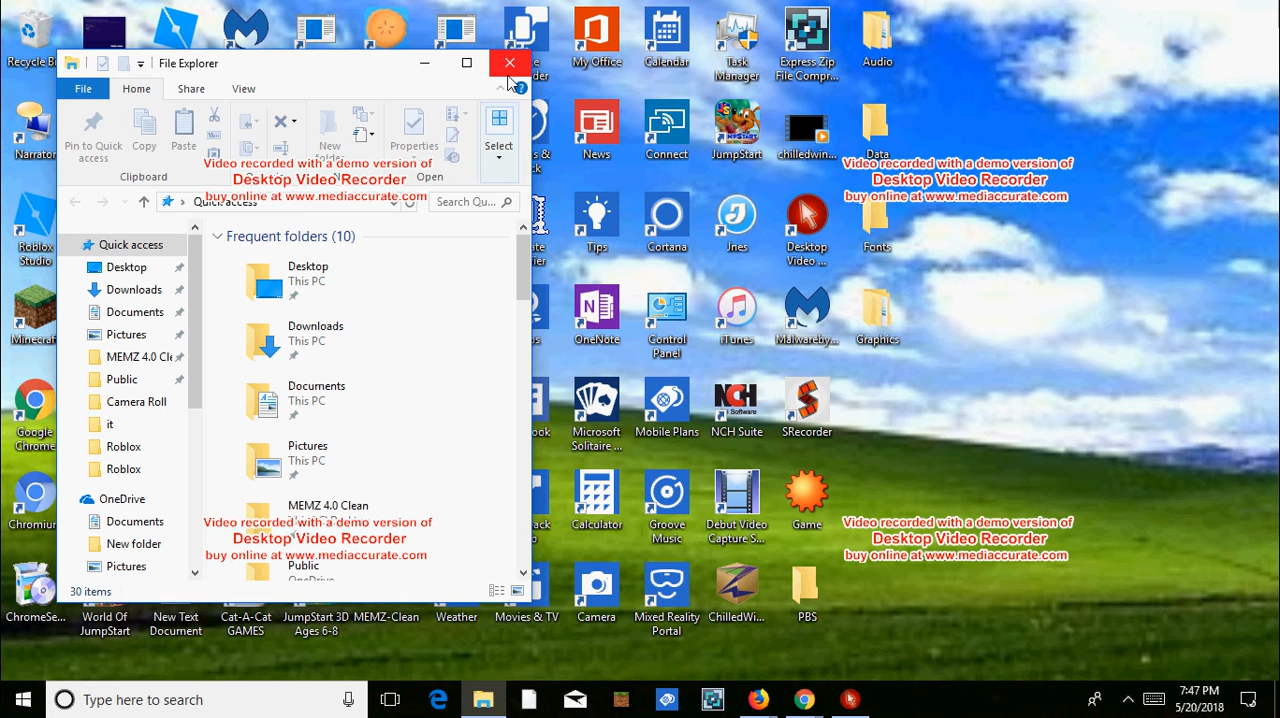 Recycle B
File Explorer
File
Home
Share
View
Pin to Quick
access
Copy
Paste
New
folder
Properties
Select
Clipboard
Open
Quick access
Search Qu...
Quick access
Desktop
Downloads
Documents
Pictures
MEMZ 4.0 Cle
Public
Camera Roll
it
Roblox
Roblox
OneDrive
Documents
New folder
Pictures
Frequent folders (10)
Desktop
This PC
Downloads
This PC
Documents
This PC
Pictures
This PC
MEMZ 4.0 Clean
Public
OneDrive
30 items
Video recorded with a demo version of
Desktop Video Recorder
buy online at www.mediaccurate.com
Video recorded with a demo version of
Desktop Video Recorder
buy online at www.mediaccurate.com
Video recorded with a demo version of
Desktop Video Recorder
buy online at www.mediaccurate.com
Video recorded with a demo version of
Desktop Video Recorder
buy online at www.mediaccurate.com
My Office
Calendar
Task
Manager
Express Zip
File Compr...
Audio
Narrator
News
Connect
JumpStart
chilledwin...
Data
Roblox
Studio
Tips
Cortana
Jnes
Desktop
Video ...
Fonts
Minecraf
OneNote
Control
Panel
iTunes
Malwareby...
Graphics
Google
Chrome
Microsoft
Solitaire ...
Mobile Plans
NCH
Software
NCH Suite
SRecorder
Chromiun
Calculator
Groove
Music
Debut Video
Capture S...
Game
ChromeSe...
World Of
JumpStart
New Text
Document
Cat-A-Cat
GAMES
JumpStart 3D
Ages 6-8
MEMZ-Clean
Weather
Movies & TV
Camera
Mixed Reality
Portal
ChilledWi...
PBS
Type here to search
7:47 PM
5/20/2018